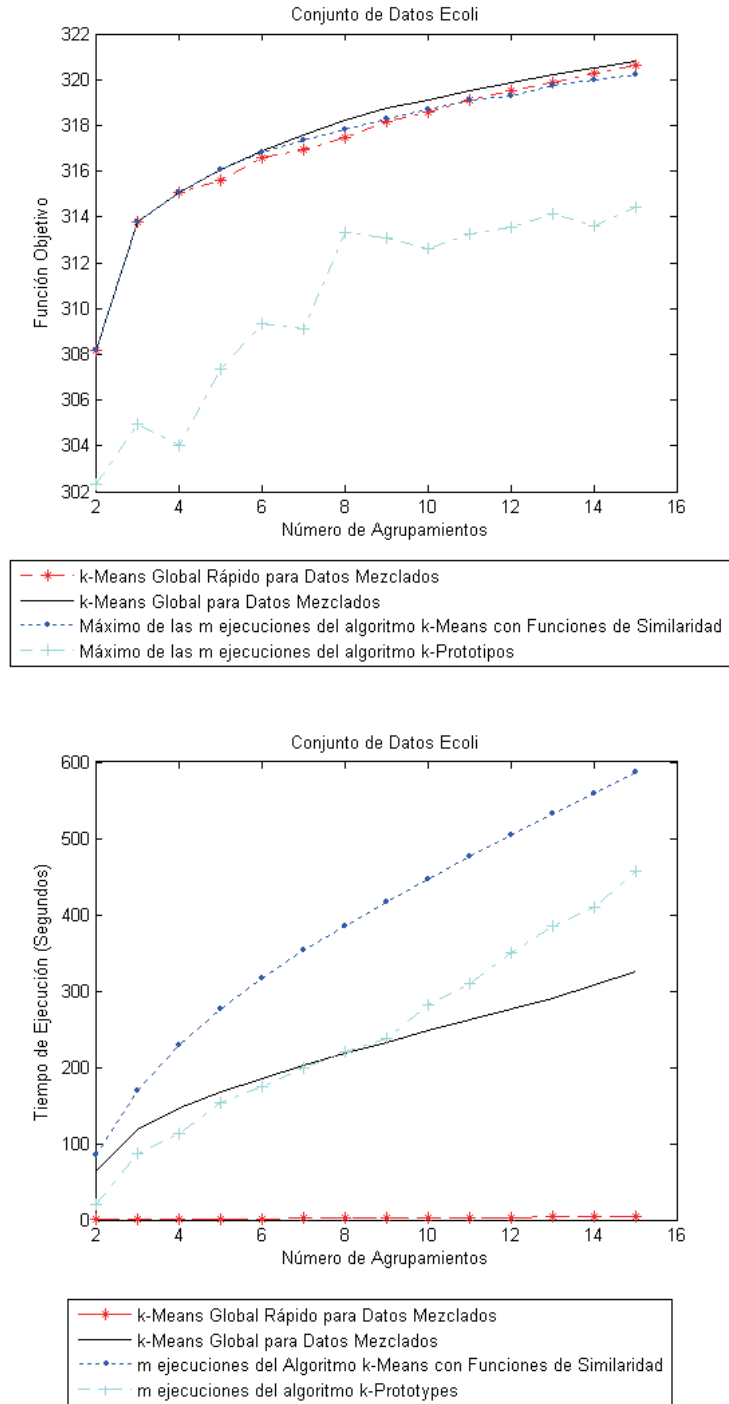 Conjunto de Datos Ecoli
322
320
318
316
314
312
310
308
306
304
302
Función Objetivo
2 4 6 8 10 12 14 16
Número de Agrupamientos
k-Means Global Rápido para Datos Mezclados
k-Means Global para Datos Mezclados
Máximo de las m ejecuciones del algoritmo k-Means con Funciones de Similaridad
Máximo de las m ejecuciones del algoritmo k-Prototipos
Conjunto de Datos Ecoli
600
500
400
300
200
100
0
Tiempo de Ejecución (Segundos)
2 4 6 8 10 12 14 16
Número de Agrupamientos
k-Means Global Rápido para Datos Mezclados
k-Means Global para Datos Mezclados
m ejecuciones del Algoritmo k-Means con Funciones de Similaridad
m ejecuciones del algoritmo k-Prototypes